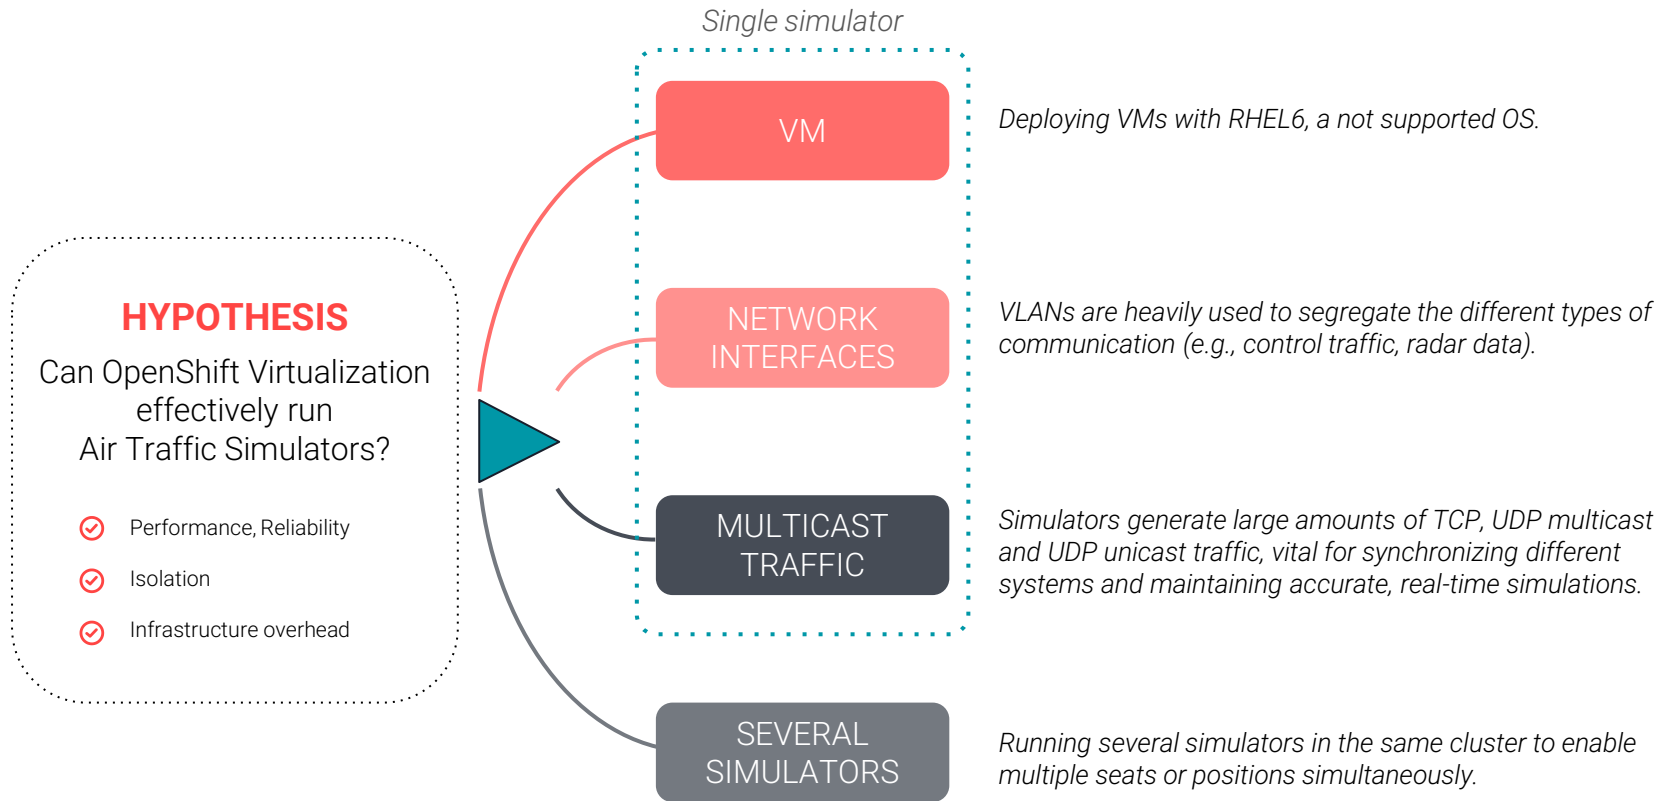 Single simulator
VM
Deploying VMs with RHEL6, a not supported OS.
HYPOTHESIS
Can OpenShift Virtualization
effectively run
Air Traffic Simulators?
Performance, Reliability
Isolation
Infrastructure overhead
NETWORK
INTERFACES
VLANs are heavily used to segregate the different types of
communication (e.g., control traffic, radar data).
MULTICAST
TRAFFIC
Simulators generate large amounts of TCP, UDP multicast
and UDP unicast traffic, vital for synchronizing different
systems and maintaining accurate, real-time simulations.
SEVERAL
SIMULATORS
Running several simulators in the same cluster to enable
multiple seats or positions simultaneously.